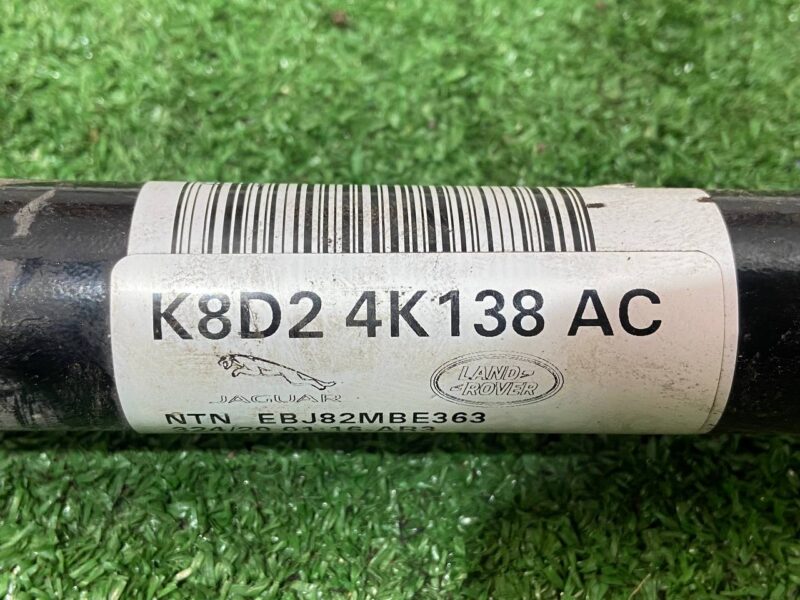 K8D2 4K138 AC
JAGUAR
LAND
ROVER
NTN EBJ82MBE363